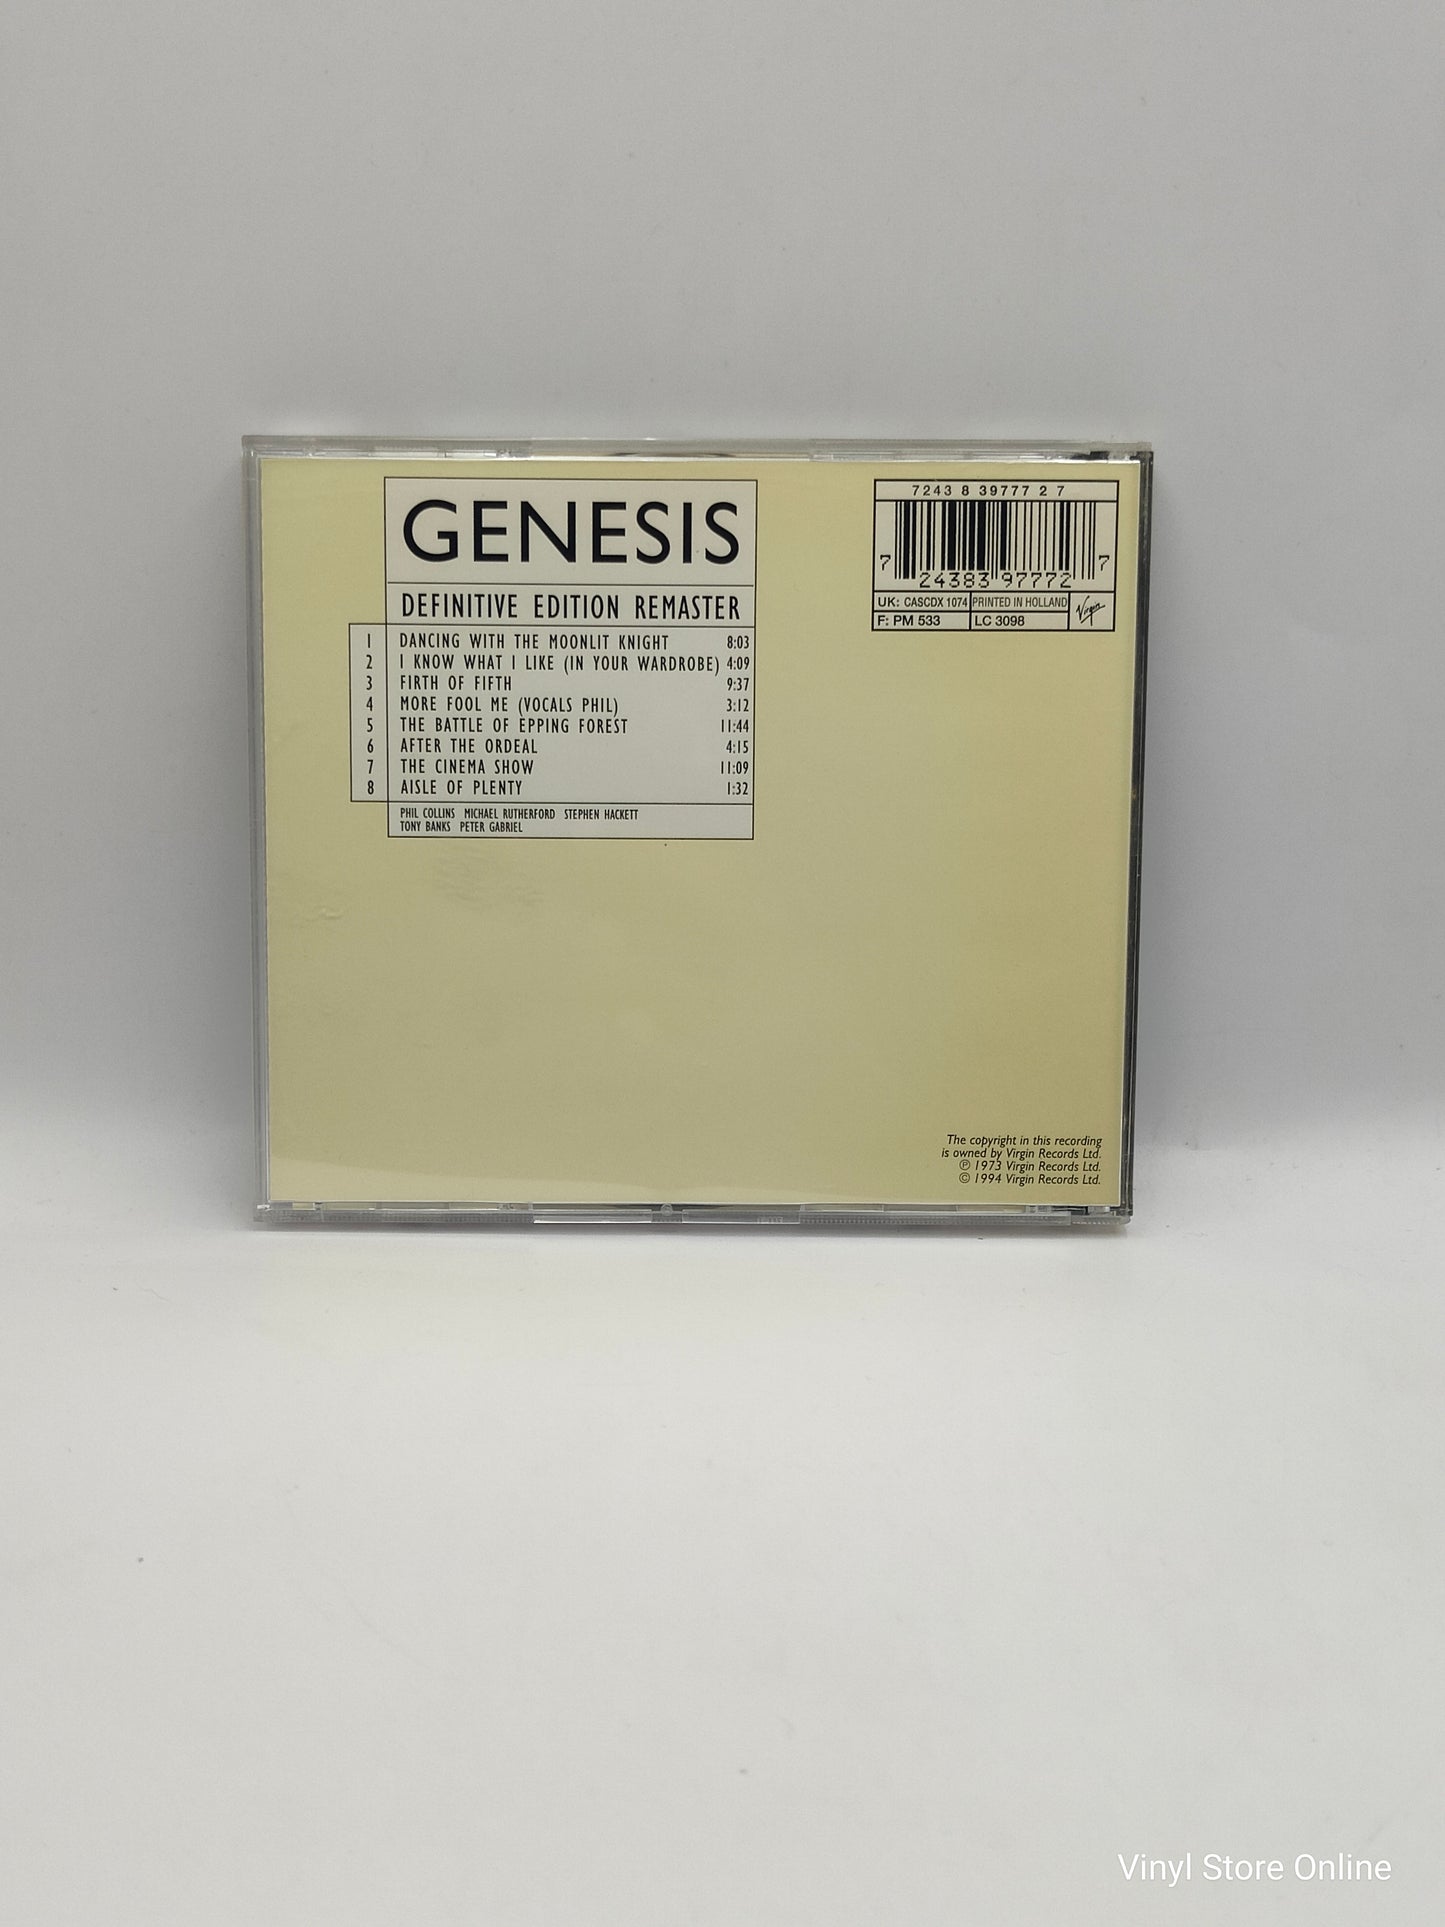 GENESIS
DEFINITIVE EDITION REMASTER
1 DANCING WITH THE MOONLIT KNIGHT 8:03
2 I KNOW WHAT I LIKE (IN YOUR WARDROBE) 4:09
3 FIRTH OF FIFTH 9:37
4 MORE FOOL ME (VOCALS PHIL) 3:12
5 THE BATTLE OF EPPING FOREST 11:44
6 AFTER THE ORDEAL 4:15
7 THE CINEMA SHOW 11:09
8 AISLE OF PLENTY 1:32
PHIL COLLINS MICHAEL RUTHERFORD STEPHEN HACKETT
TONY BANKS PETER GABRIEL
7243 8 39777 2 7
7 24383 97772 7
UK: CASCDX 1074 PRINTED IN HOLLAND
F: PM 533 LC 3098
Virgin
The copyright in this recording
is owned by Virgin Records Ltd.
℗ 1973 Virgin Records Ltd.
© 1994 Virgin Records Ltd.
Vinyl Store Online